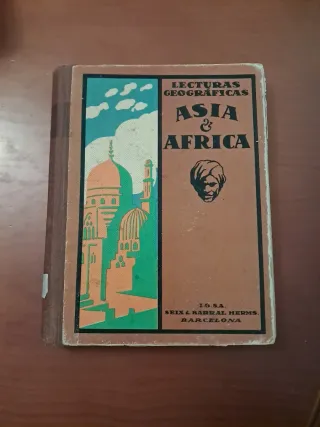 LECTURAS
GEOGRÁFICAS
ASIA
&
AFRICA
I.G. S.A.
SEIX & BARRAL HERMS.
BARCELONA